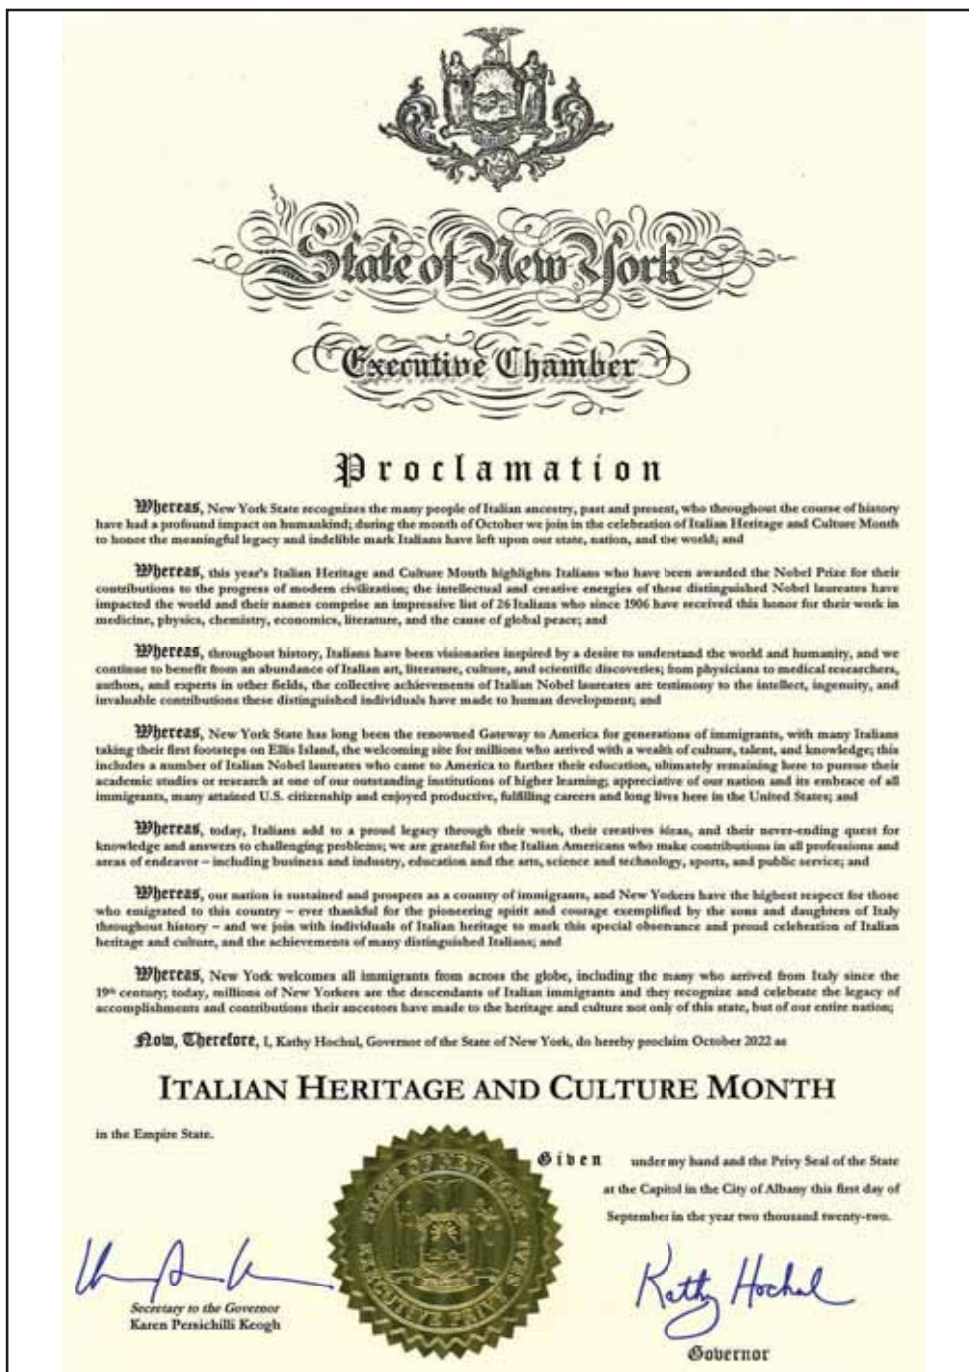 State of New York
Executive Chamber
Proclamation
Whereas, New York State recognizes the many people of Italian ancestry, past and present, who throughout the course of history
have had a profound impact on humankind; during the month of October we join in the celebration of Italian Heritage and Culture Month
to honor the meaningful legacy and indelible mark Italians have left upon our state, nation, and the world; and
Whereas, this year's Italian Heritage and Culture Month highlights Italians who have been awarded the Nobel Prize for their
contributions to the progress of modern civilization; the intellectual and creative energies of these distinguished Nobel laureates have
impacted the world and their names comprise an impressive list of 26 Italians who since 1906 have received this honor for their work in
medicine, physics, chemistry, economics, literature, and the cause of global peace; and
Whereas, throughout history, Italians have been visionaries inspired by a desire to understand the world and humanity, and we
continue to benefit from an abundance of Italian art, literature, culture, and scientific discoveries; from physicians to medical researchers,
authors, and experts in other fields, the collective achievements of Italian Nobel laureates are testimony to the intellect, ingenuity, and
invaluable contributions these distinguished individuals have made to human development; and
Whereas, New York State has long been the renowned Gateway to America for generations of immigrants, with many Italians
taking their first footsteps on Ellis Island, the welcoming site for millions who arrived with a wealth of culture, talent, and knowledge; this
includes a number of Italian Nobel laureates who came to America to further their education, ultimately remaining here to pursue their
academic studies or research at one of our outstanding institutions of higher learning; appreciative of our nation and its embrace of all
immigrants, many attained U.S. citizenship and enjoyed productive, fulfilling careers and long lives here in the United States; and
Whereas, today, Italians add to a proud legacy through their work, their creatives ideas, and their never-ending quest for
knowledge and answers to challenging problems; we are grateful for the Italian Americans who make contributions in all professions and
areas of endeavor – including business and industry, education and the arts, science and technology, sports, and public service; and
Whereas, our nation is sustained and prospers as a country of immigrants, and New Yorkers have the highest respect for those
who emigrated to this country – ever thankful for the pioneering spirit and courage exemplified by the sons and daughters of Italy
throughout history – and we join with individuals of Italian heritage to mark this special observance and proud celebration of Italian
heritage and culture, and the achievements of many distinguished Italians; and
Whereas, New York welcomes all immigrants from across the globe, including the many who arrived from Italy since the
19th century; today, millions of New Yorkers are the descendants of Italian immigrants and they recognize and celebrate the legacy of
accomplishments and contributions their ancestors have made to the heritage and culture not only of this state, but of our entire nation;
Now, Therefore, I, Kathy Hochul, Governor of the State of New York, do hereby proclaim October 2022 as
ITALIAN HERITAGE AND CULTURE MONTH
in the Empire State.
Given under my hand and the Privy Seal of the State
at the Capitol in the City of Albany this first day of
September in the year two thousand twenty-two.
STATE OF NEW YORK
EXECUTIVE PRIVY SEAL
Secretary to the Governor
Karen Persichilli Keogh
Kathy Hochul
Governor